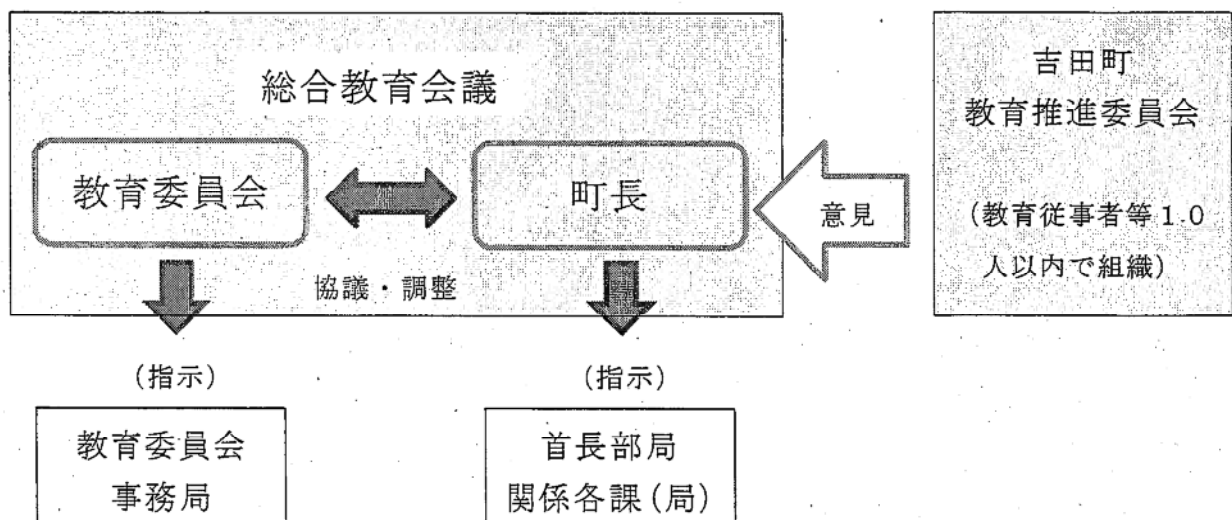 総合教育会議
教育委員会
町長
協議・調整
意見
吉田町
教育推進委員会
(教育従事者等1.0
人以内で組織)
(指示)
(指示)
教育委員会
事務局
首長部局
関係各課(局)